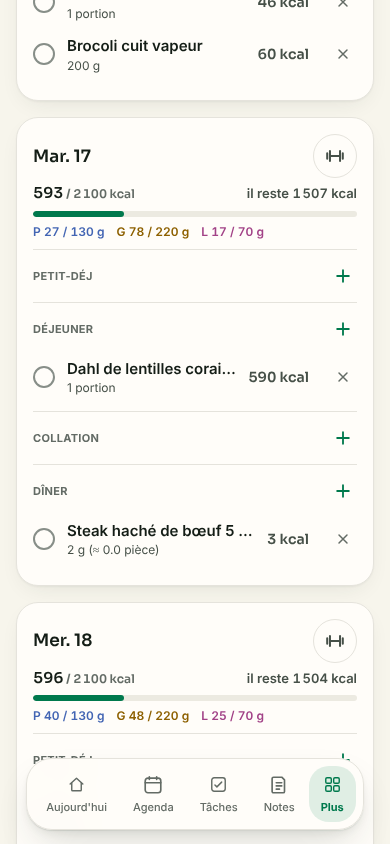 46 kcal
1 portion
Brocoli cuit vapeur
60 kcal
200 g
Mar. 17
593 / 2 100 kcal
il reste 1 507 kcal
P 27 / 130 g G 78 / 220 g L 17 / 70 g
PETIT-DÉJ
DÉJEUNER
Dahl de lentilles corai...
590 kcal
1 portion
COLLATION
DÎNER
Steak haché de bœuf 5 ...
3 kcal
2 g (≈ 0.0 pièce)
Mer. 18
596 / 2 100 kcal
il reste 1 504 kcal
P 40 / 130 g G 48 / 220 g L 25 / 70 g
PETIT-DÉJ
Aujourd'hui Agenda Tâches Notes Plus